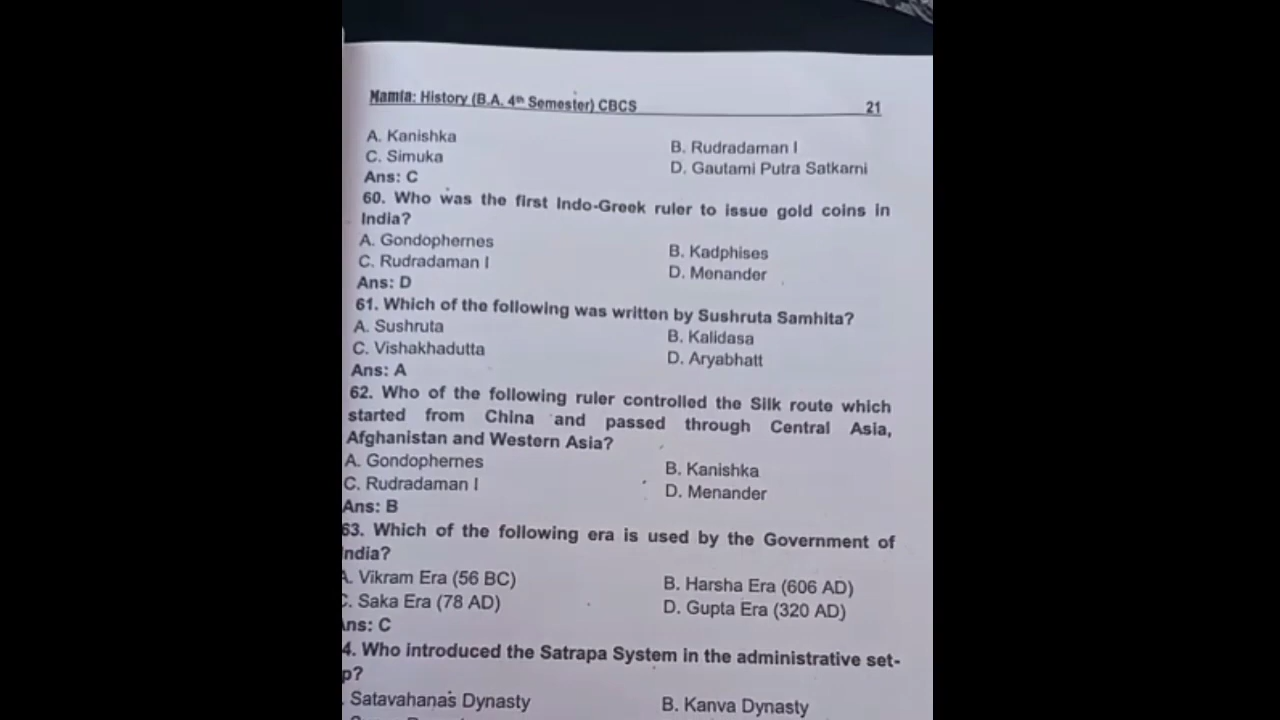 Mamta: History (B.A. 4th Semester) CBCS 21
A. Kanishka B. Rudradaman I
C. Simuka D. Gautami Putra Satkarni
Ans: C
60. Who was the first Indo-Greek ruler to issue gold coins in
India?
A. Gondophernes B. Kadphises
C. Rudradaman I D. Menander
Ans: D
61. Which of the following was written by Sushruta Samhita?
A. Sushruta B. Kalidasa
C. Vishakhadutta D. Aryabhatt
Ans: A
62. Who of the following ruler controlled the Silk route which
started from China and passed through Central Asia,
Afghanistan and Western Asia?
A. Gondophernes B. Kanishka
C. Rudradaman I D. Menander
Ans: B
63. Which of the following era is used by the Government of
ndia?
A. Vikram Era (56 BC) B. Harsha Era (606 AD)
C. Saka Era (78 AD) D. Gupta Era (320 AD)
Ans: C
4. Who introduced the Satrapa System in the administrative set-
p?
Satavahanas Dynasty B. Kanva Dynasty